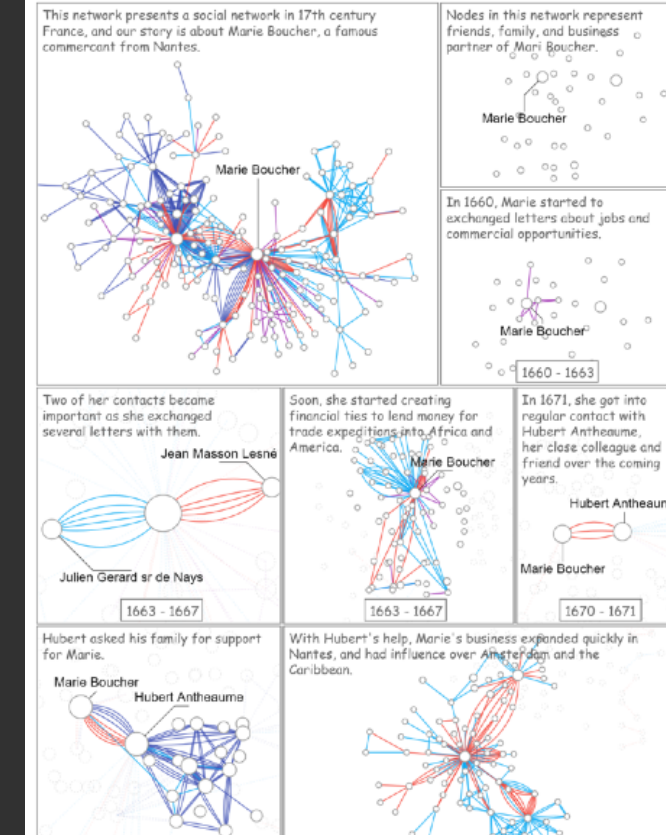 This network presents a social network in 17th century
France, and our story is about Marie Boucher, a famous
commercant from Nantes.
Marie Boucher
Nodes in this network represent
friends, family, and business
partner of Mari Boucher.
Marie Boucher
In 1660, Marie started to
exchanged letters about jobs and
commercial opportunities.
Marie Boucher
1660 - 1663
Two of her contacts became
important as she exchanged
several letters with them.
Jean Masson Lesné
Julien Gerard sr de Nays
1663 - 1667
Soon, she started creating
financial ties to lend money for
trade expeditions into Africa and
America.
Marie Boucher
1663 - 1667
In 1671, she got into
regular contact with
Hubert Antheaume,
her close colleague and
friend over the coming
years.
Hubert Antheaum
Marie Boucher
1670 - 1671
Hubert asked his family for support
for Marie.
Marie Boucher
Hubert Antheaume
With Hubert's help, Marie's business expanded quickly in
Nantes, and had influence over Amsterdam and the
Caribbean.